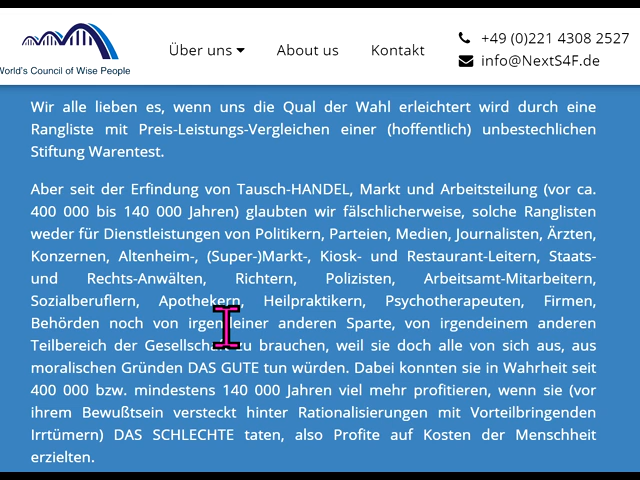 World's Council of Wise People
Über uns
About us
Kontakt
+49 (0)221 4308 2527
info@NextS4F.de
Wir alle lieben es, wenn uns die Qual der Wahl erleichtert wird durch eine
Rangliste mit Preis-Leistungs-Vergleichen einer (hoffentlich) unbestechlichen
Stiftung Warentest.
Aber seit der Erfindung von Tausch-HANDEL, Markt und Arbeitsteilung (vor ca.
400 000 bis 140 000 Jahren) glaubten wir fälschlicherweise, solche Ranglisten
weder für Dienstleistungen von Politikern, Parteien, Medien, Journalisten, Ärzten,
Konzernen, Altenheim-, (Super-)Markt-, Kiosk- und Restaurant-Leitern, Staats-
und Rechts-Anwälten, Richtern, Polizisten, Arbeitsamt-Mitarbeitern,
Sozialberuflern, Apothekern, Heilpraktikern, Psychotherapeuten, Firmen,
Behörden noch von irgendeiner anderen Sparte, von irgendeinem anderen
Teilbereich der Gesellschaft zu brauchen, weil sie doch alle von sich aus, aus
moralischen Gründen DAS GUTE tun würden. Dabei konnten sie in Wahrheit seit
400 000 bzw. mindestens 140 000 Jahren viel mehr profitieren, wenn sie (vor
ihrem Bewußtsein versteckt hinter Rationalisierungen mit Vorteilbringenden
Irrtümern) DAS SCHLECHTE taten, also Profite auf Kosten der Menschheit
erzielten.